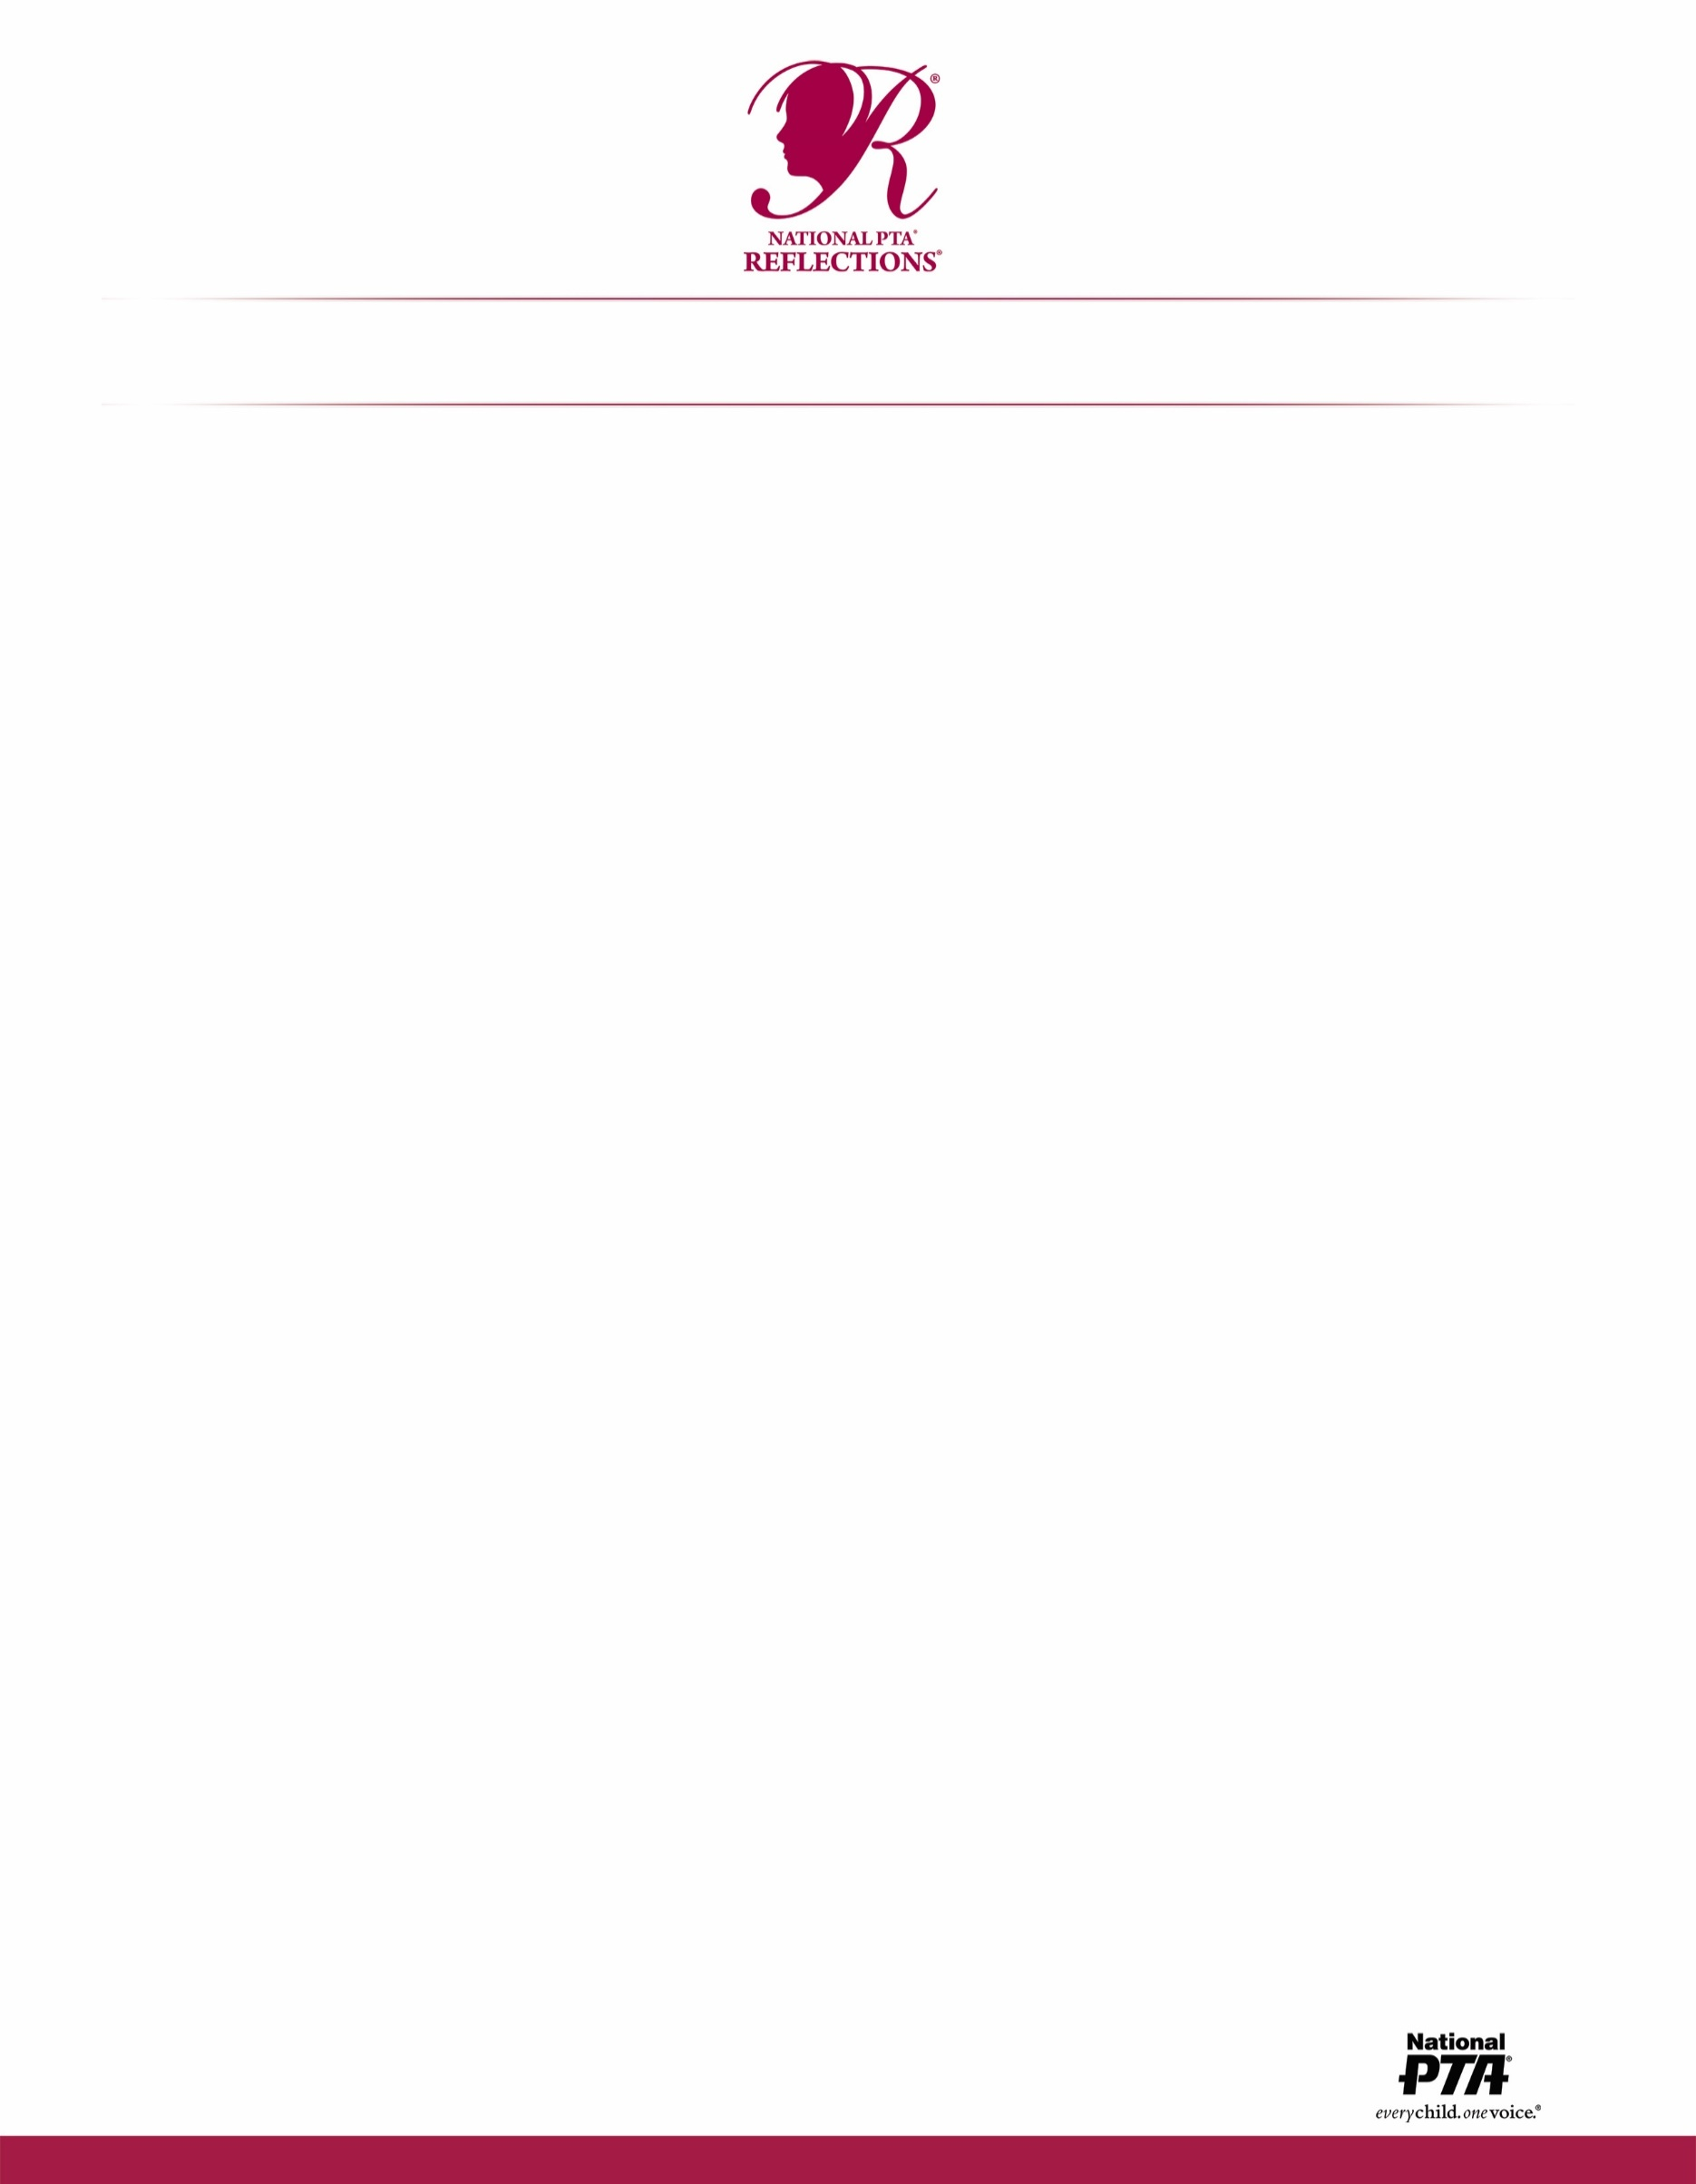 R®
NATIONAL PTA®
REFLECTIONS®
National
PTA®
everychild.onevoice.®